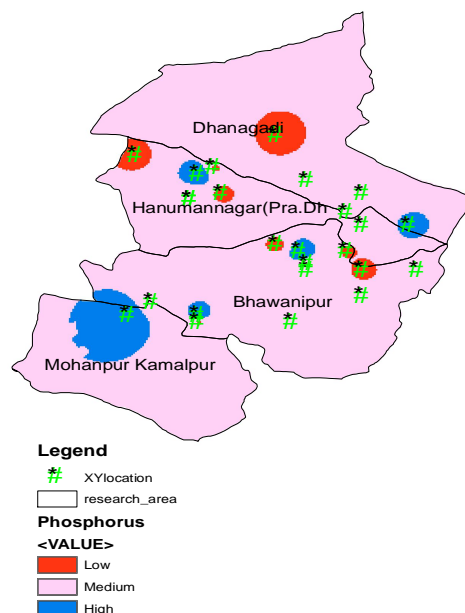 Dhanagadi
Hanumannagar(Pra.Dh
Bhawanipur
Mohanpur Kamalpur
Legend
XYlocation
research_area
Phosphorus
<VALUE>
Low
Medium
High